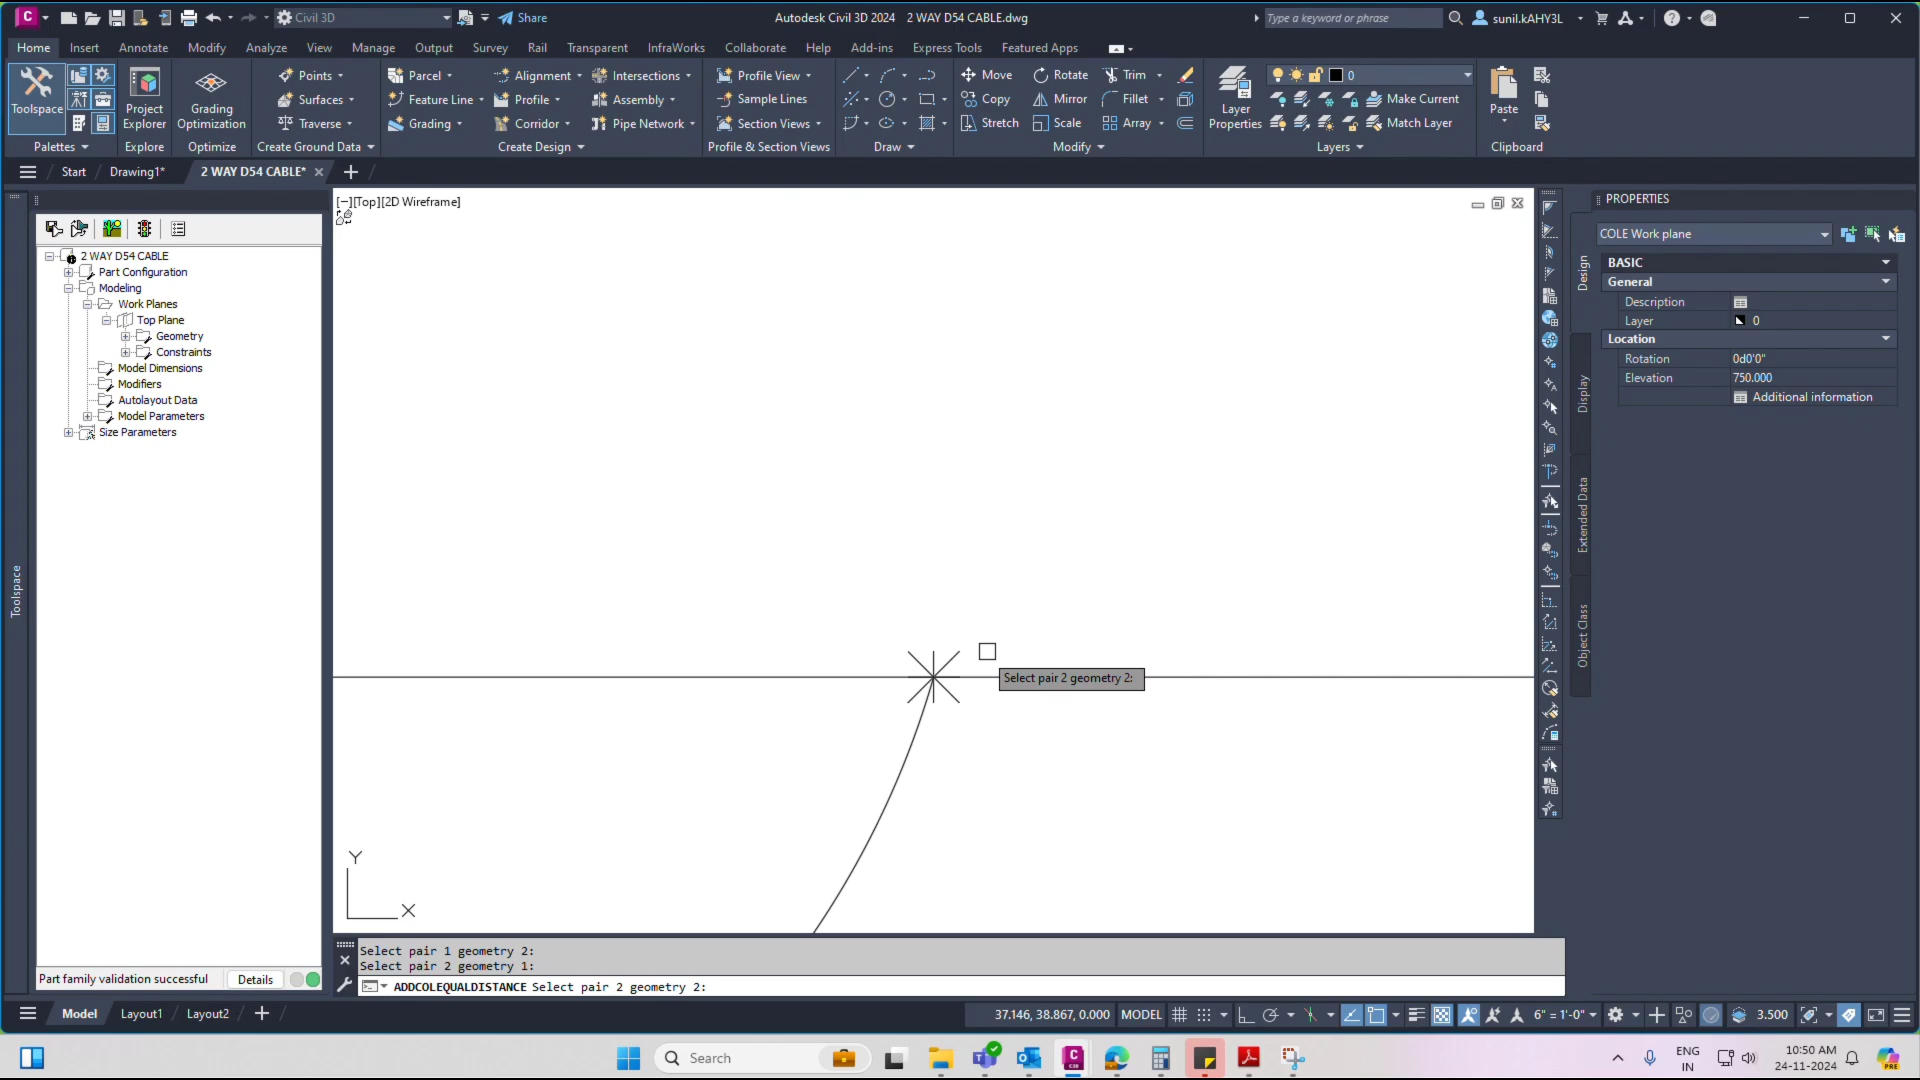 C
Civil 3D
Share
Autodesk Civil 3D 2024 2 WAY D54 CABLE.dwg
Type a keyword or phrase
sunil.kAHY3L
Home Insert Annotate Modify Analyze View Manage Output Survey Rail Transparent InfraWorks Collaborate Help Add-ins Express Tools Featured Apps
Toolspace
Palettes
Project Explorer
Explore
Grading Optimization
Optimize
Points
Surfaces
Traverse
Create Ground Data
Parcel
Feature Line
Grading
Alignment
Profile
Corridor
Intersections
Assembly
Pipe Network
Create Design
Profile View
Sample Lines
Section Views
Profile & Section Views
Draw
Move
Copy
Stretch
Rotate
Mirror
Scale
Trim
Fillet
Array
Modify
Layer Properties
0
Make Current
Match Layer
Layers
Paste
Clipboard
Start
Drawing1*
2 WAY D54 CABLE*
2 WAY D54 CABLE
Part Configuration
Modeling
Work Planes
Top Plane
Geometry
Constraints
Model Dimensions
Modifiers
Autolayout Data
Model Parameters
Size Parameters
Toolspace
Part family validation successful
Details
[−][Top][2D Wireframe]
Select pair 2 geometry 2:
Y
X
Select pair 1 geometry 2:
Select pair 2 geometry 1:
ADDCOLEQUALDISTANCE Select pair 2 geometry 2:
PROPERTIES
COLE Work plane
BASIC
General
Description
Layer 0
Location
Rotation 0d0'0"
Elevation 750.000
Additional information
Design
Display
Extended Data
Object Class
Model
Layout1
Layout2
37.146, 38.867, 0.000
MODEL
6" = 1'-0"
3.500
Search
ENG
IN
10:50 AM
24-11-2024
PRE